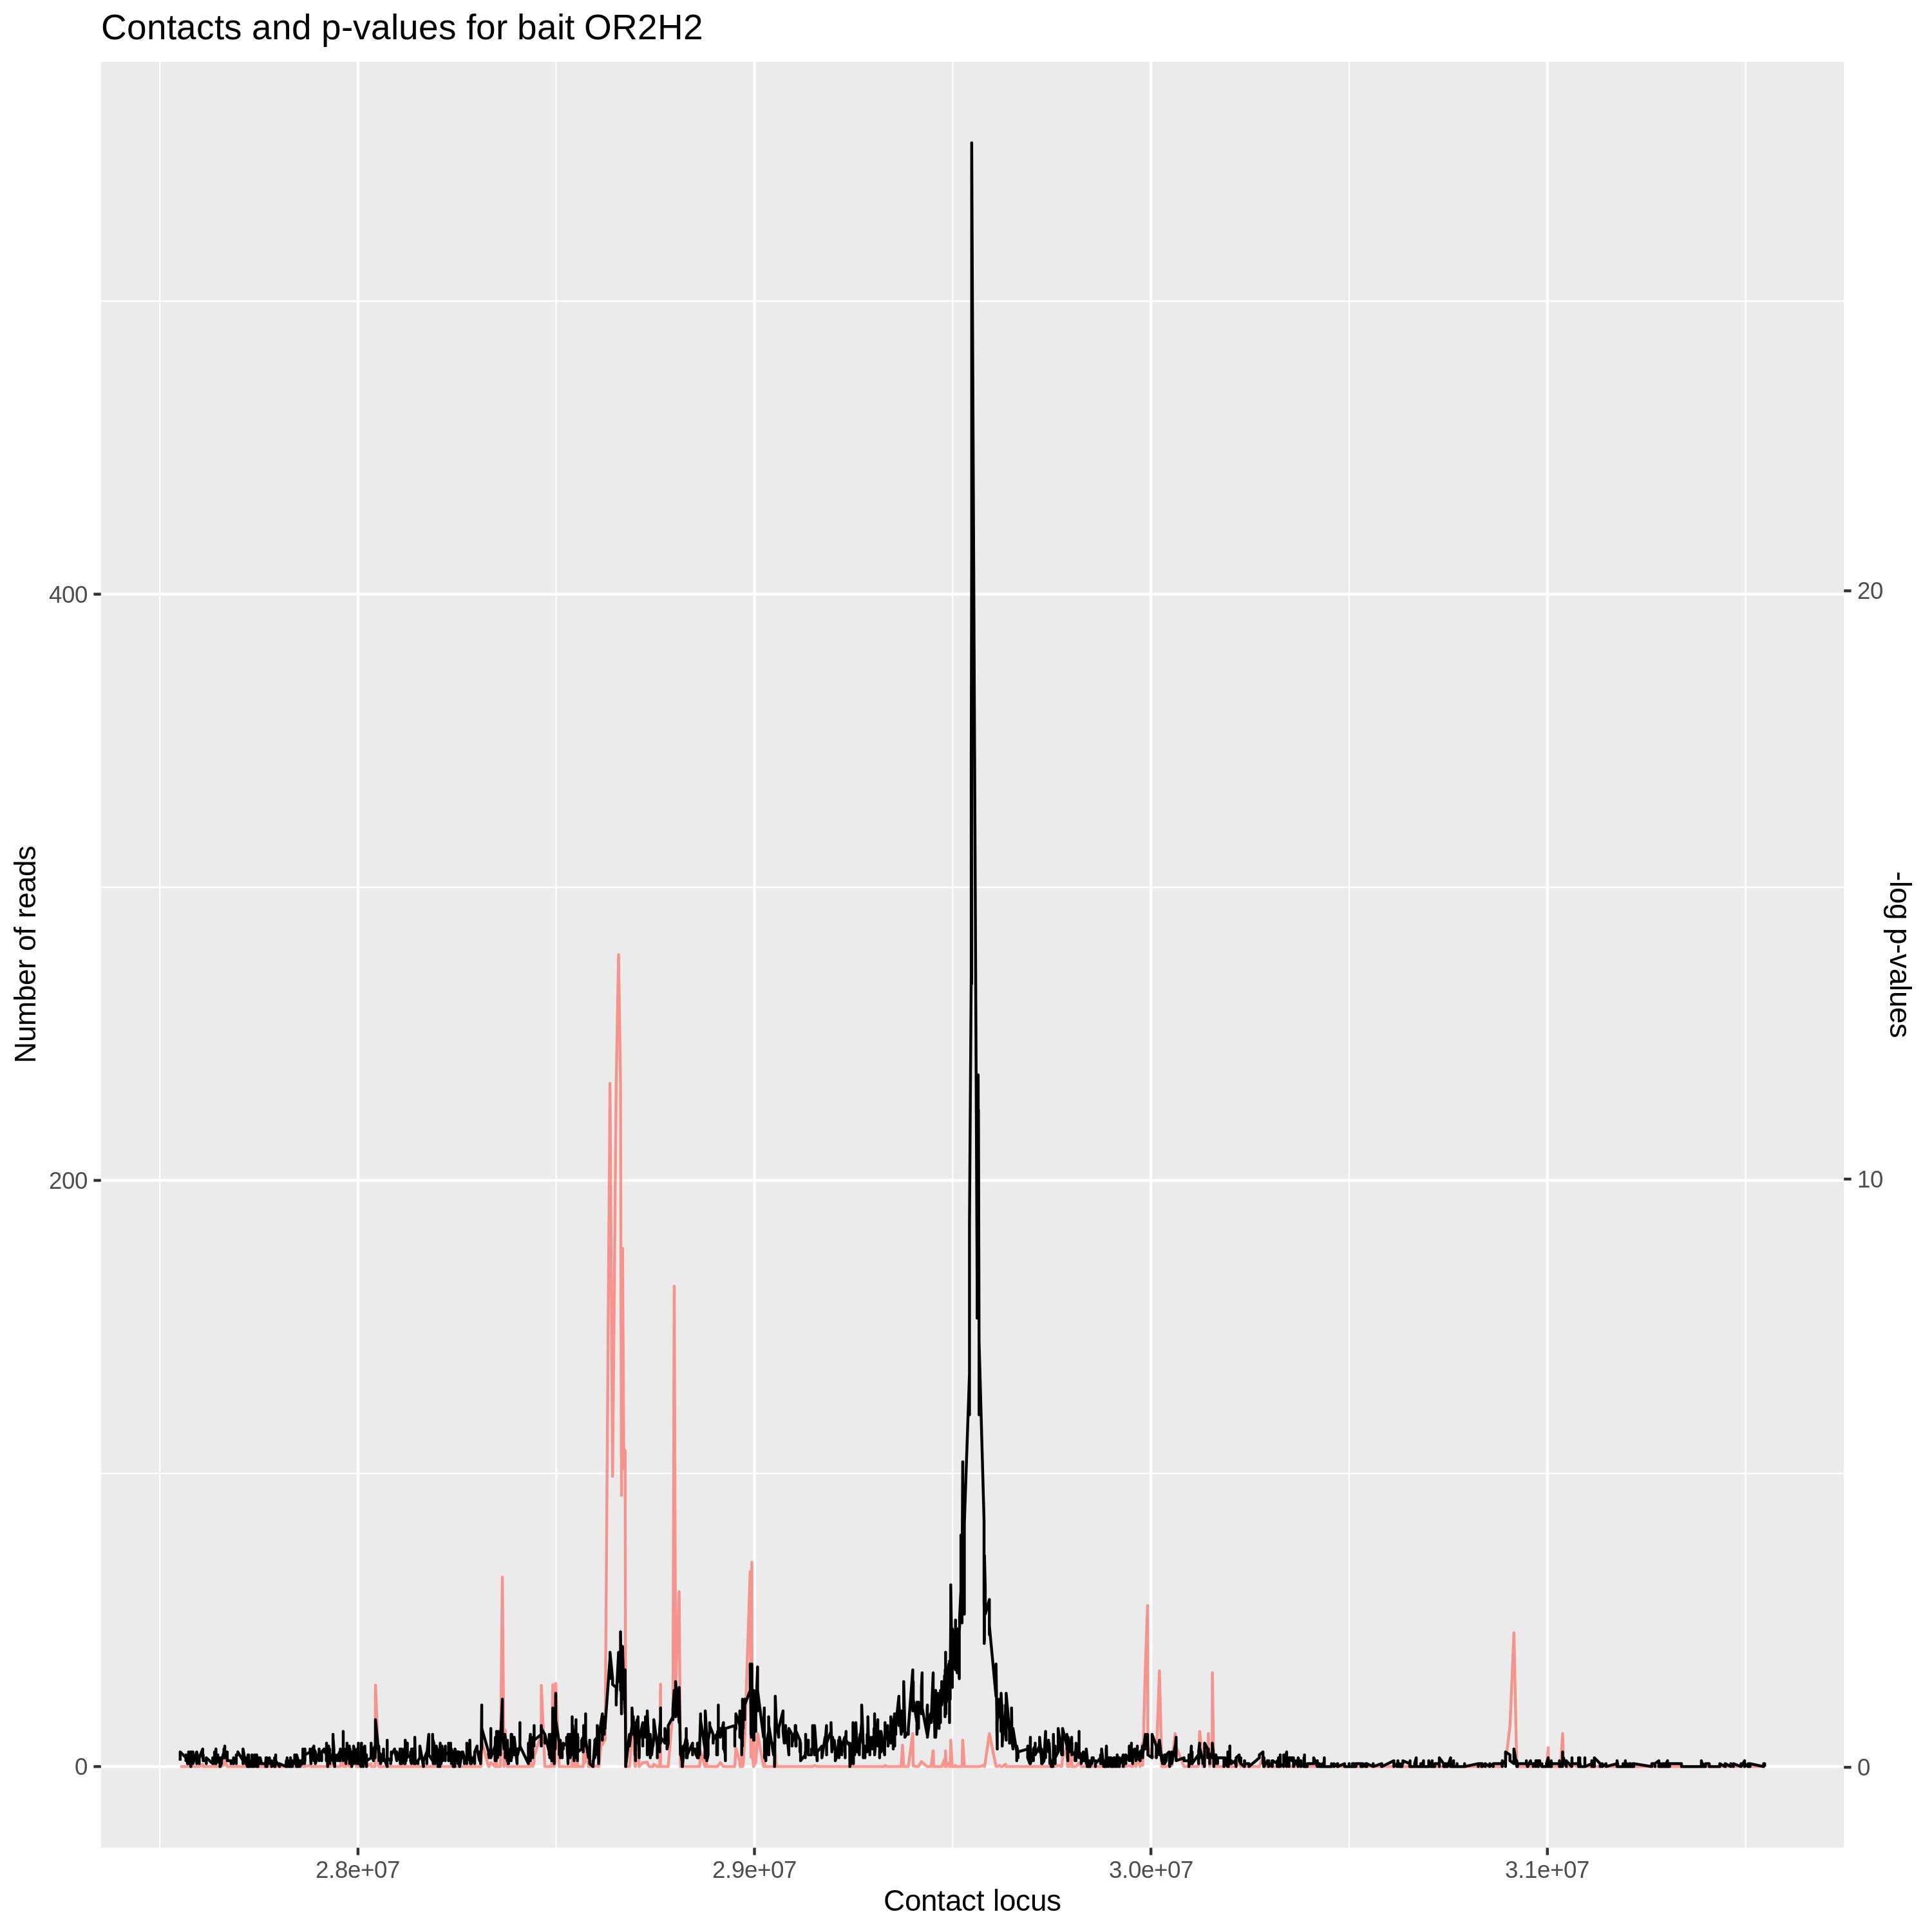 Contacts and p-values for bait OR2H2
Number of reads
400
200
0
20
10
0
-log p-values
2.8e+07
2.9e+07
3.0e+07
3.1e+07
Contact locus